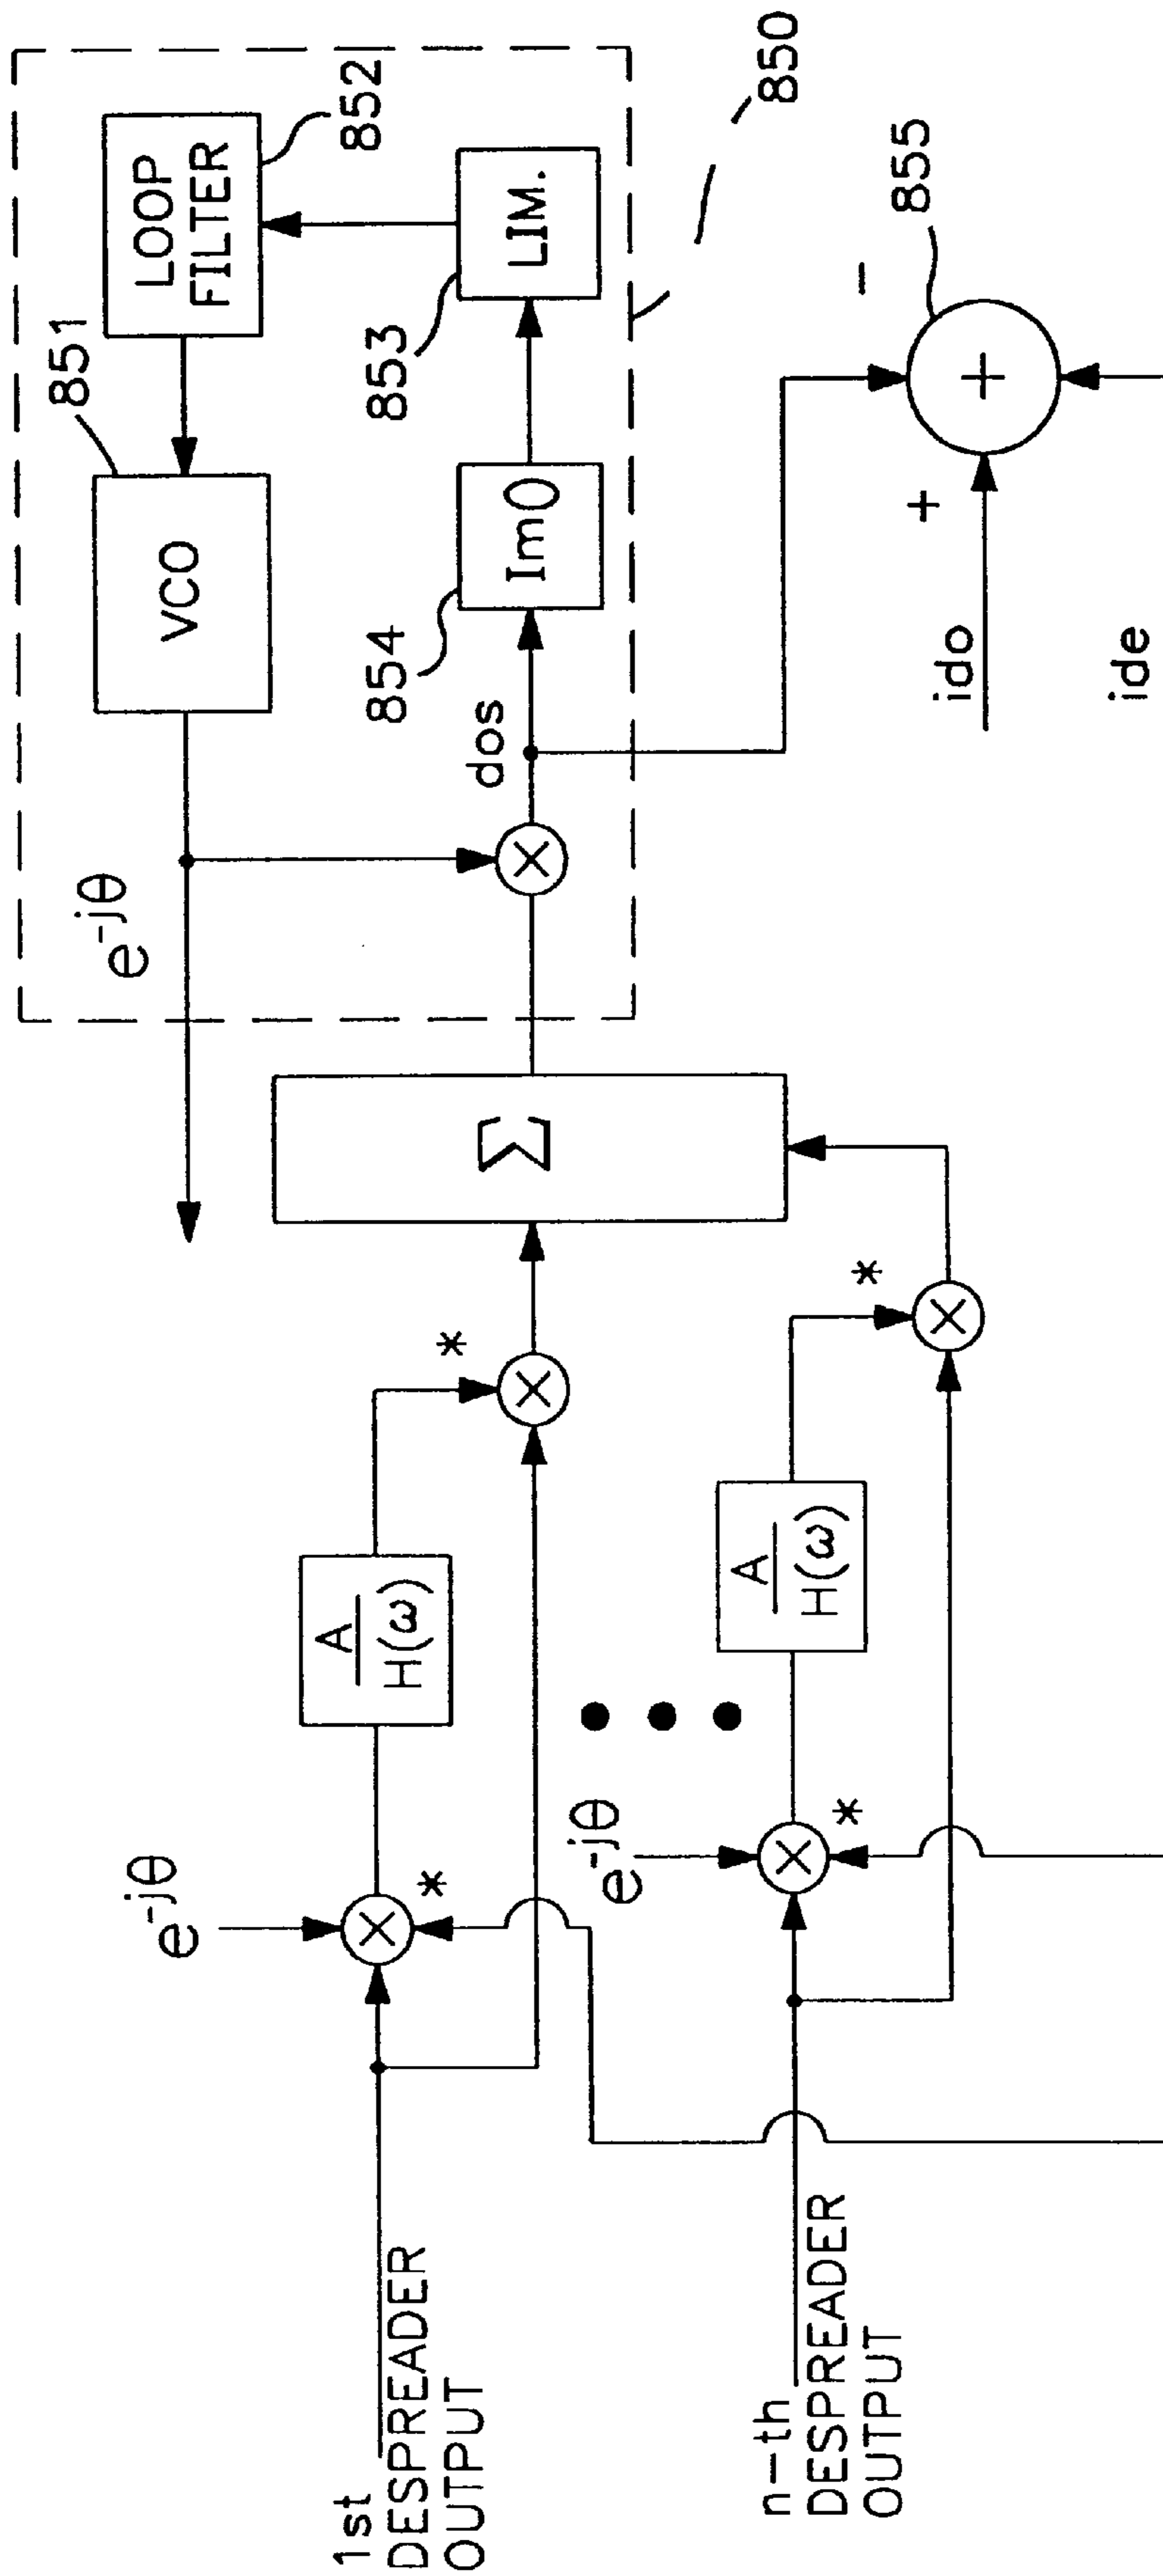 1st
DESPREADER
OUTPUT
n-th
DESPREADER
OUTPUT
e^-jθ
*
A
H(ω)
*
e^-jθ
*
A
H(ω)
*
Σ
e^-jθ
VCO
851
LOOP
FILTER
852
LIM.
853
Im()
854
dos
850
855
-
+
+
ido
ide